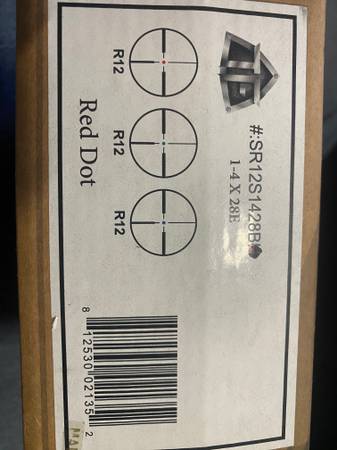 #:SR12S1428B
1-4 X 28E
R12
R12
R12
Red Dot
8 12530 02135 2